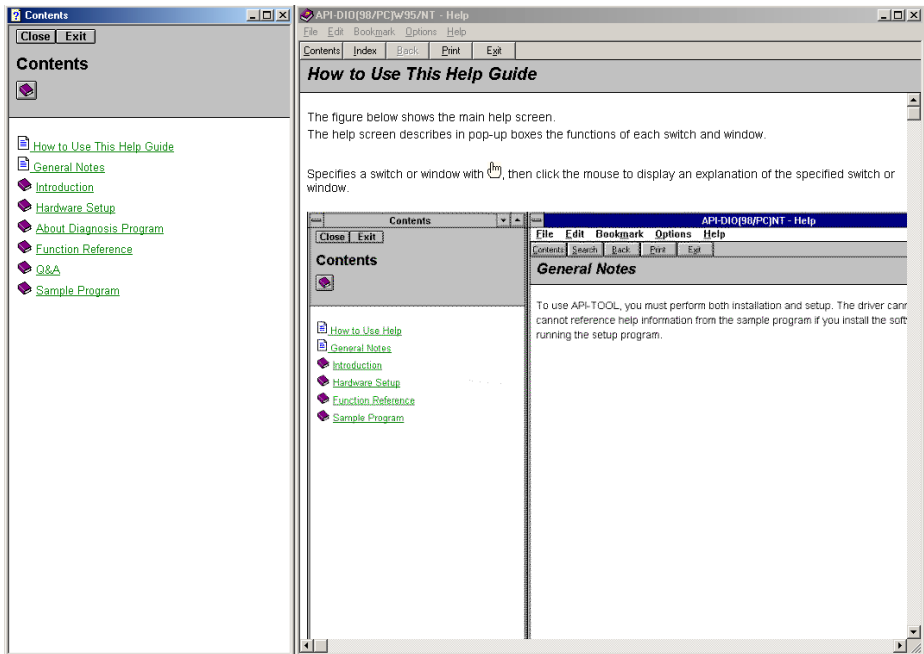 Contents
Close Exit
Contents
How to Use This Help Guide
General Notes
Introduction
Hardware Setup
About Diagnosis Program
Function Reference
Q&A
Sample Program
API-DIO(98/PC)W95/NT - Help
File Edit Bookmark Options Help
Contents Index Back Print Exit
How to Use This Help Guide
The figure below shows the main help screen.
The help screen describes in pop-up boxes the functions of each switch and window.
Specifies a switch or window with , then click the mouse to display an explanation of the specified switch or
window.
Contents
Close Exit
Contents
How to Use Help
General Notes
Introduction
Hardware Setup
Function Reference
Sample Program
API-DIO(98/PC)NT - Help
File Edit Bookmark Options Help
Contents Search Back Print Exit
General Notes
To use API-TOOL, you must perform both installation and setup. The driver cann
cannot reference help information from the sample program if you install the soft
running the setup program.